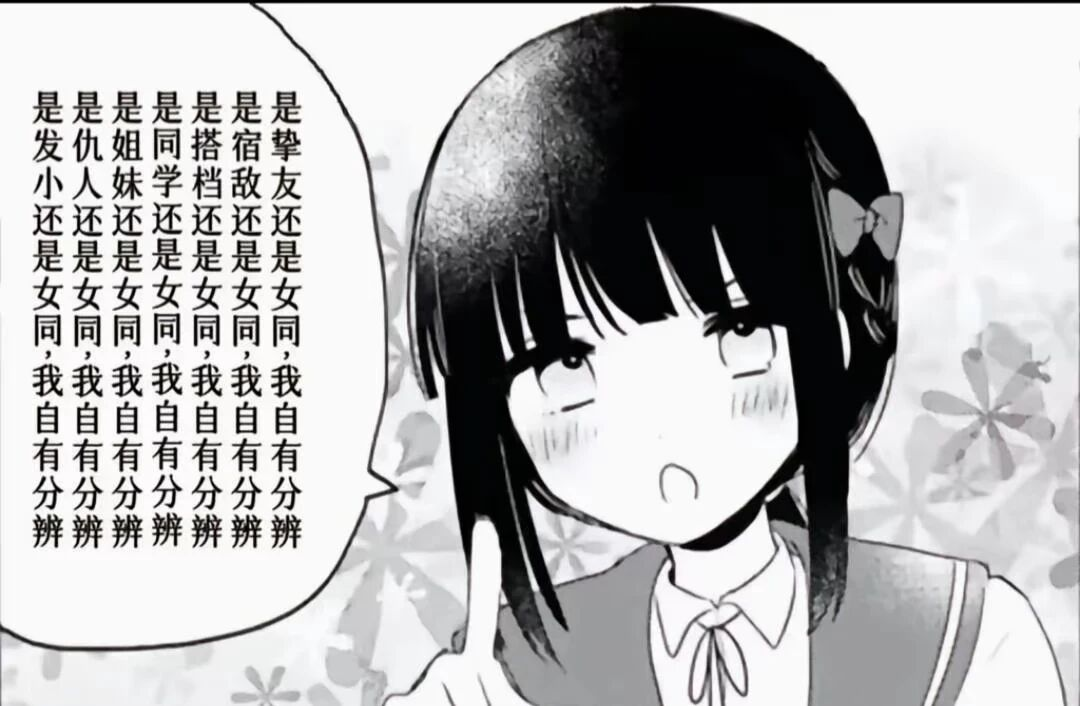 是挚友还是女同,我自有分辨
是宿敌还是女同,我自有分辨
是搭档还是女同,我自有分辨
是同学还是女同,我自有分辨
是姐妹还是女同,我自有分辨
是仇人还是女同,我自有分辨
是发小还是女同,我自有分辨